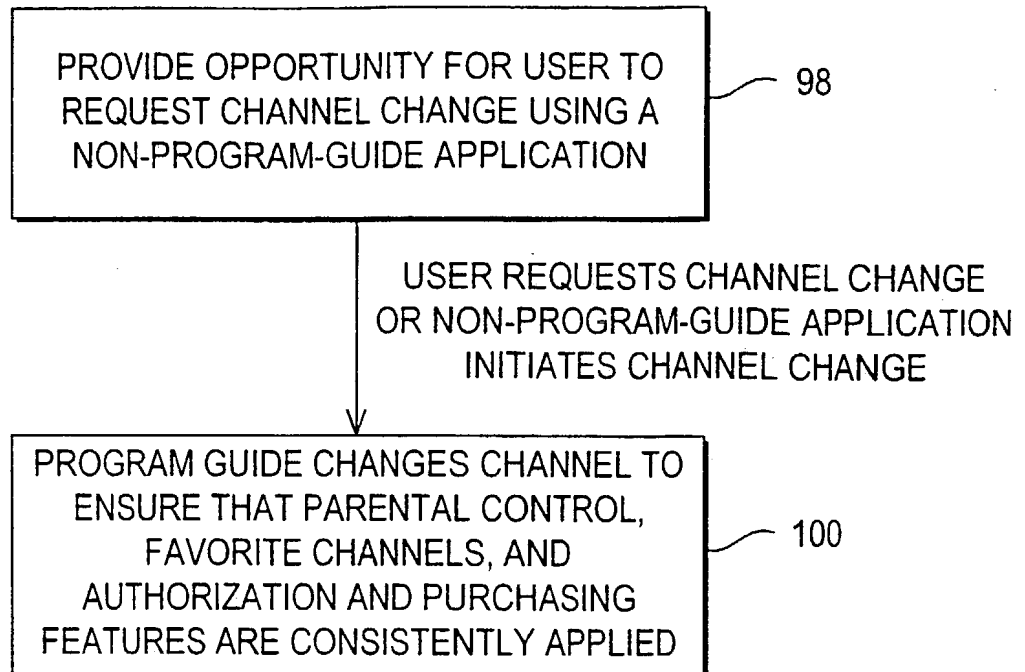 PROVIDE OPPORTUNITY FOR USER TO
REQUEST CHANNEL CHANGE USING A
NON-PROGRAM-GUIDE APPLICATION
98
USER REQUESTS CHANNEL CHANGE
OR NON-PROGRAM-GUIDE APPLICATION
INITIATES CHANNEL CHANGE
PROGRAM GUIDE CHANGES CHANNEL TO
ENSURE THAT PARENTAL CONTROL,
FAVORITE CHANNELS, AND
AUTHORIZATION AND PURCHASING
FEATURES ARE CONSISTENTLY APPLIED
100